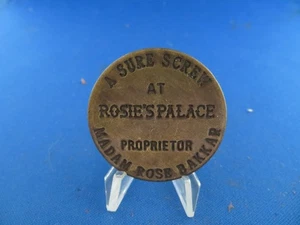 A SURE SCREW
AT
ROSIE'S PALACE
PROPRIETOR
MADAM ROSE BAKKAR